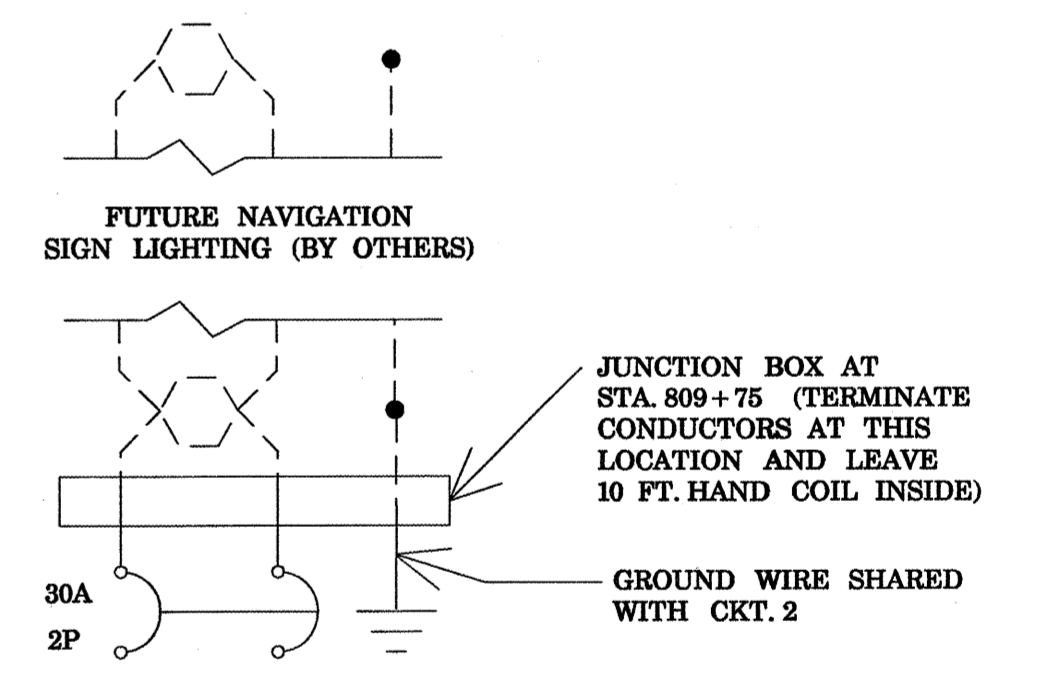 FUTURE NAVIGATION
SIGN LIGHTING (BY OTHERS)
JUNCTION BOX AT
STA. 809+75 (TERMINATE
CONDUCTORS AT THIS
LOCATION AND LEAVE
10 FT. HAND COIL INSIDE)
30A
2P
GROUND WIRE SHARED
WITH CKT. 2